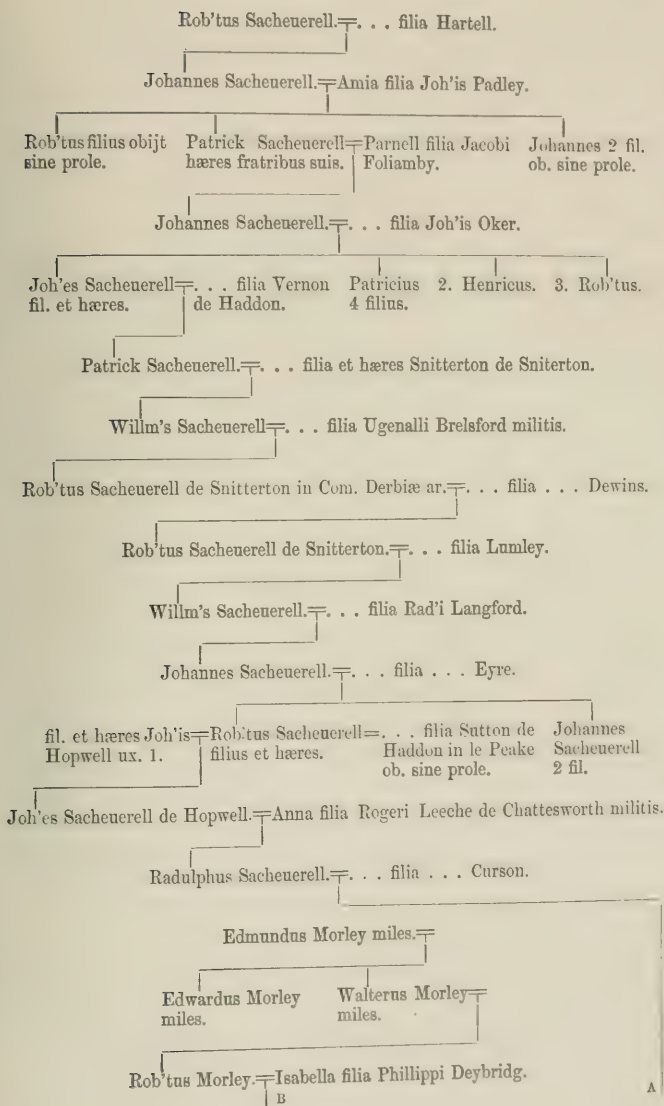 Rob'tus Sacheuerell.=. . . filia Hartell.
Johannes Sacheuerell.=Amia filia Joh'is Padley.
Rob'tus filius obijt sine prole.
Patrick Sacheuerell=Parnell filia Jacobi
hæres fratribus suis. Foliamby.
Johannes 2 fil.
ob. sine prole.
Johannes Sacheuerell.=. . . filia Joh'is Oker.
Joh'es Sacheuerell=. . . filia Vernon
fil. et hæres. de Haddon.
Patricius 2. Henricus. 3. Rob'tus.
4 filius.
Patrick Sacheuerell.=. . . filia et hæres Snitterton de Sniterton.
Willm's Sacheuerell=. . . filia Ugenalli Brelsford militis.
Rob'tus Sacheuerell de Snitterton in Com. Derbiæ ar.=. . . filia . . . Dewins.
Rob'tus Sacheuerell de Snitterton.=. . . filia Lumley.
Willm's Sacheuerell.=. . . filia Rad'i Langford.
Johannes Sacheuerell.=. . . filia . . . Eyre.
fil. et hæres Joh'is=Rob'tus Sacheuerell=. . . filia Sutton de
Hopwell ux. 1. filius et hæres. Haddon in le Peake
ob. sine prole.
Johannes
Sacheuerell
2 fil.
Joh'es Sacheuerell de Hopwell.=Anna filia Rogeri Leeche de Chattesworth militis.
Radulphus Sacheuerell.=. . . filia . . . Curson.
Edmundus Morley miles.=
Edwardus Morley
miles.
Walterus Morley=
miles.
Rob'tus Morley.=Isabella filia Phillippi Deybridg.
B
A